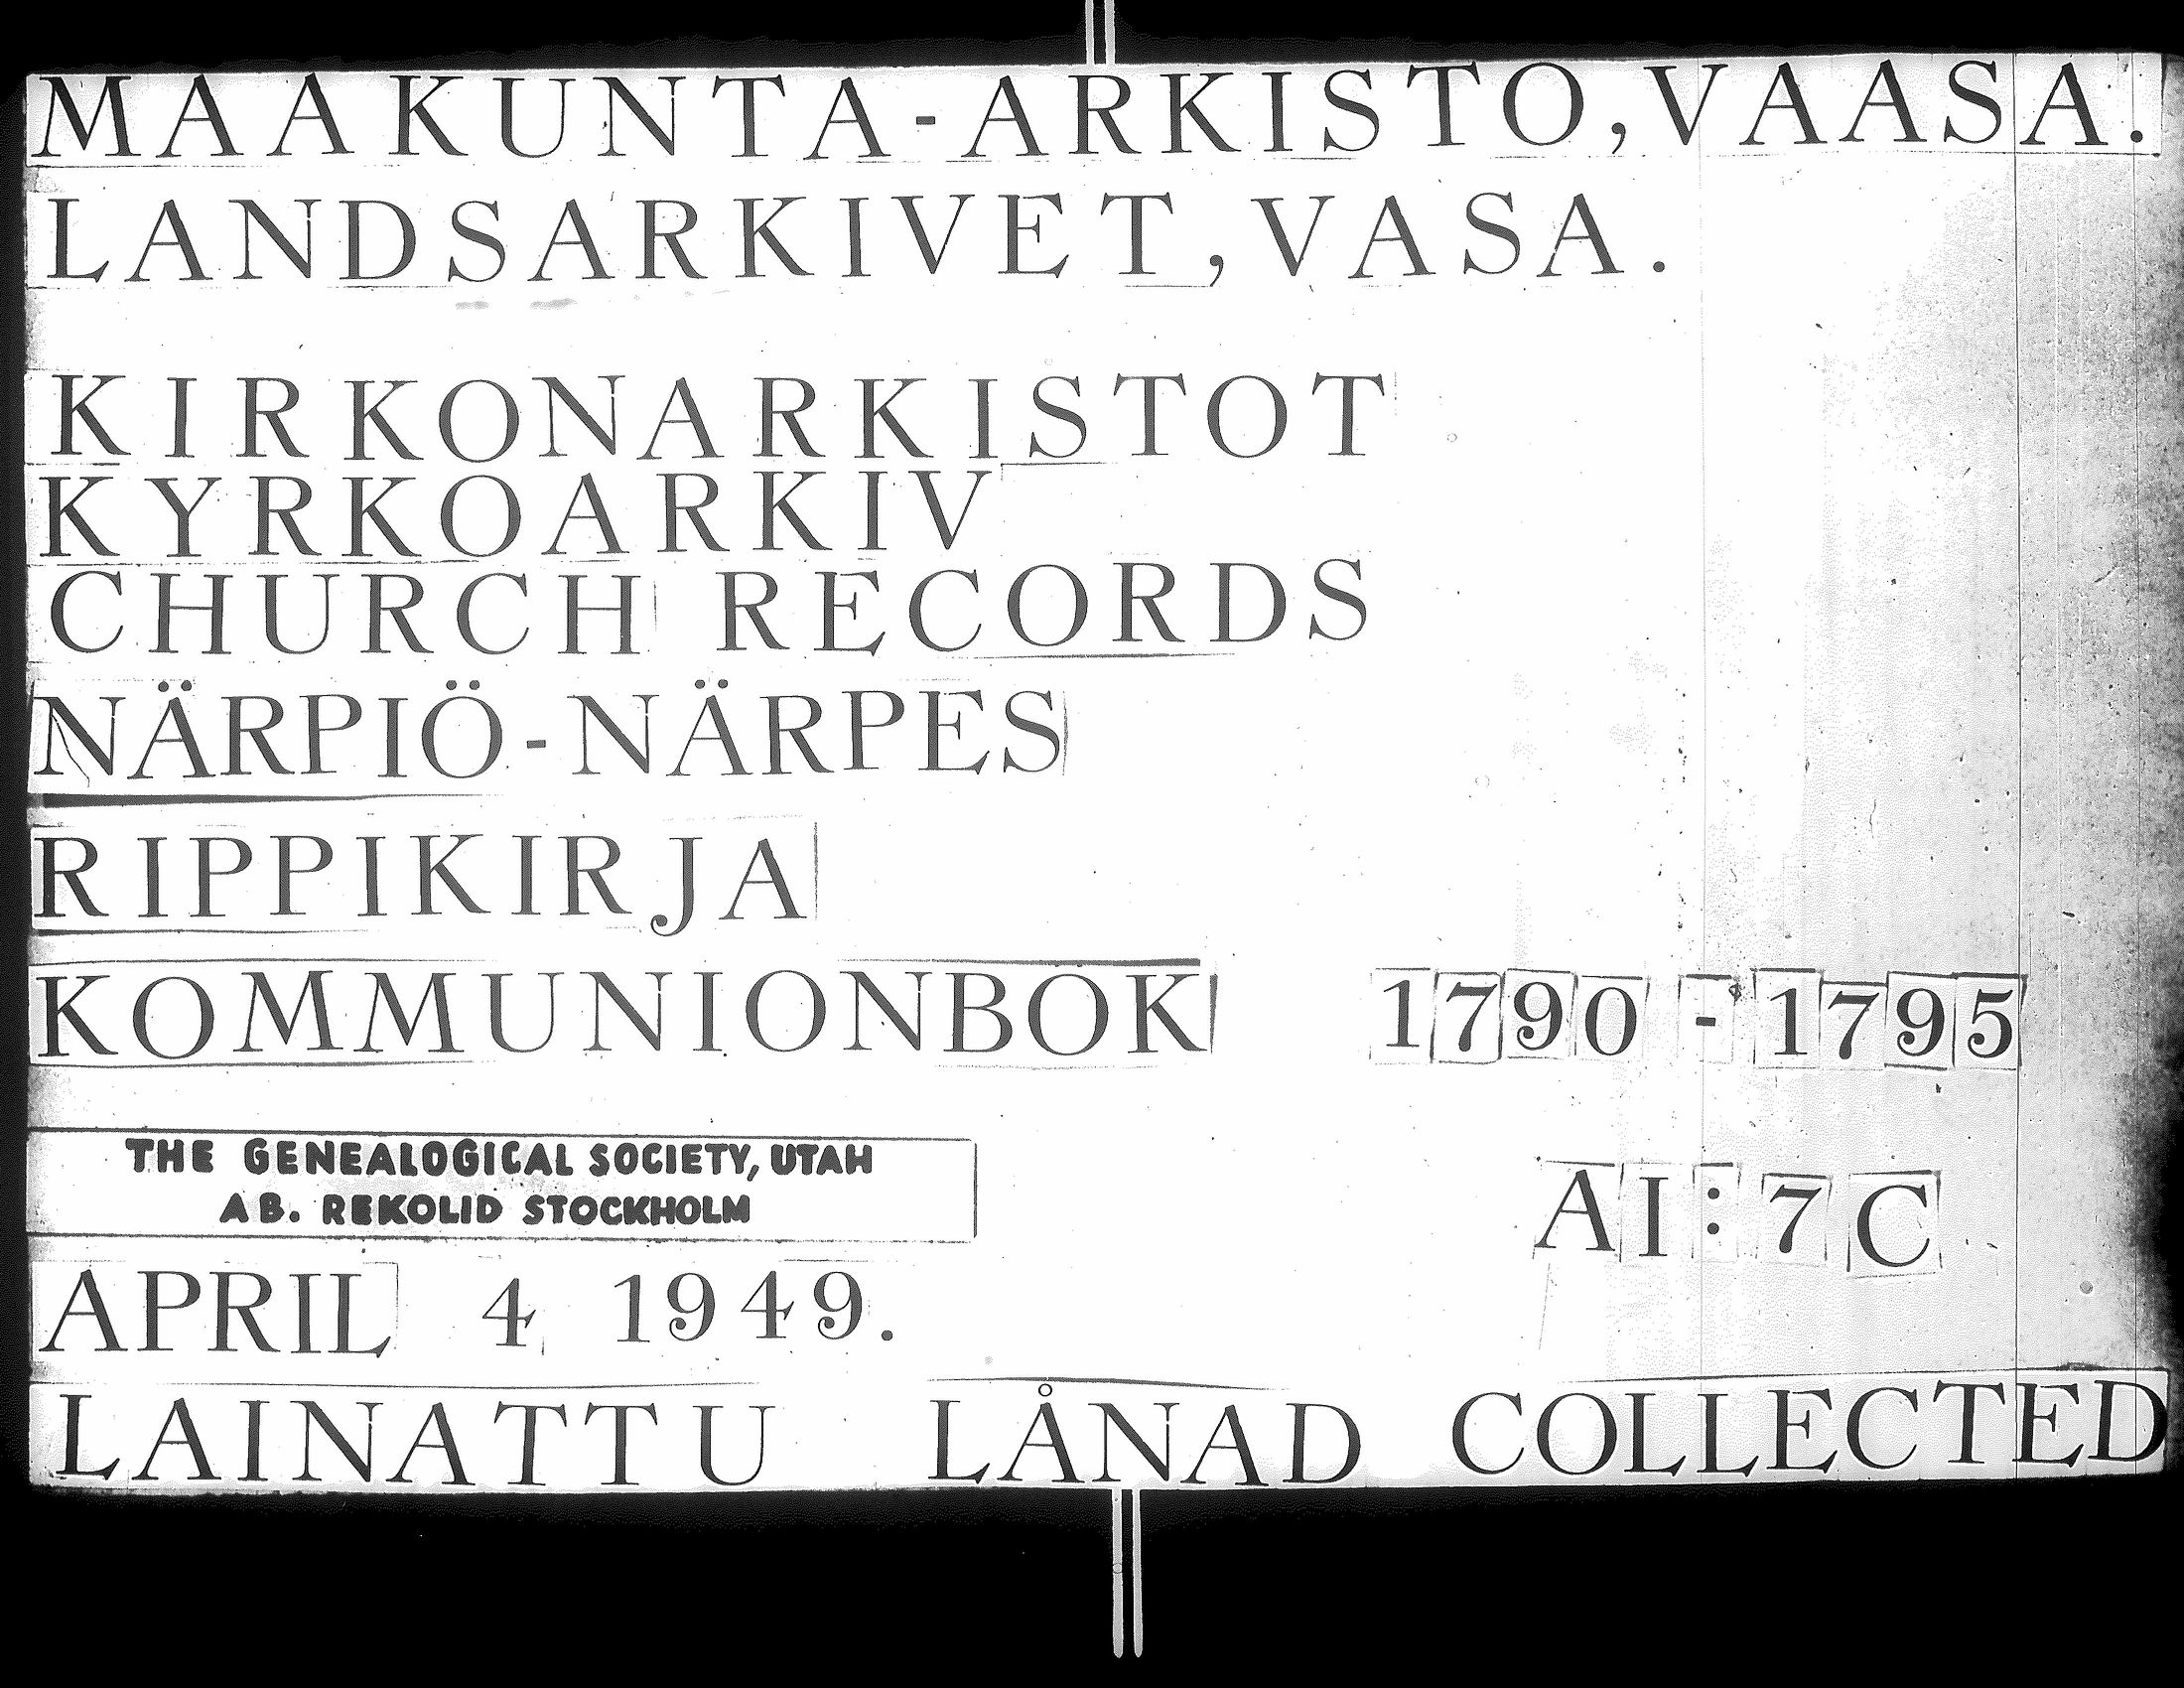 MAAKUNTA-ARKISTO, VAASA.
LANDSARKIVET, VASA.
KIRKONARKISTOT
KYRKOARKIV
CHURCH RECORDS
NÄRPIÖ-NÄRPES
RIPPIKIRJA
KOMMUNIONBOK 1790-1795
THE GENEALOGICAL SOCIETY, UTAH
AB. REKOLID STOCKHOLM
AI:7C
APRIL 4 1949.
LAINATTU LÅNAD COLLECTED